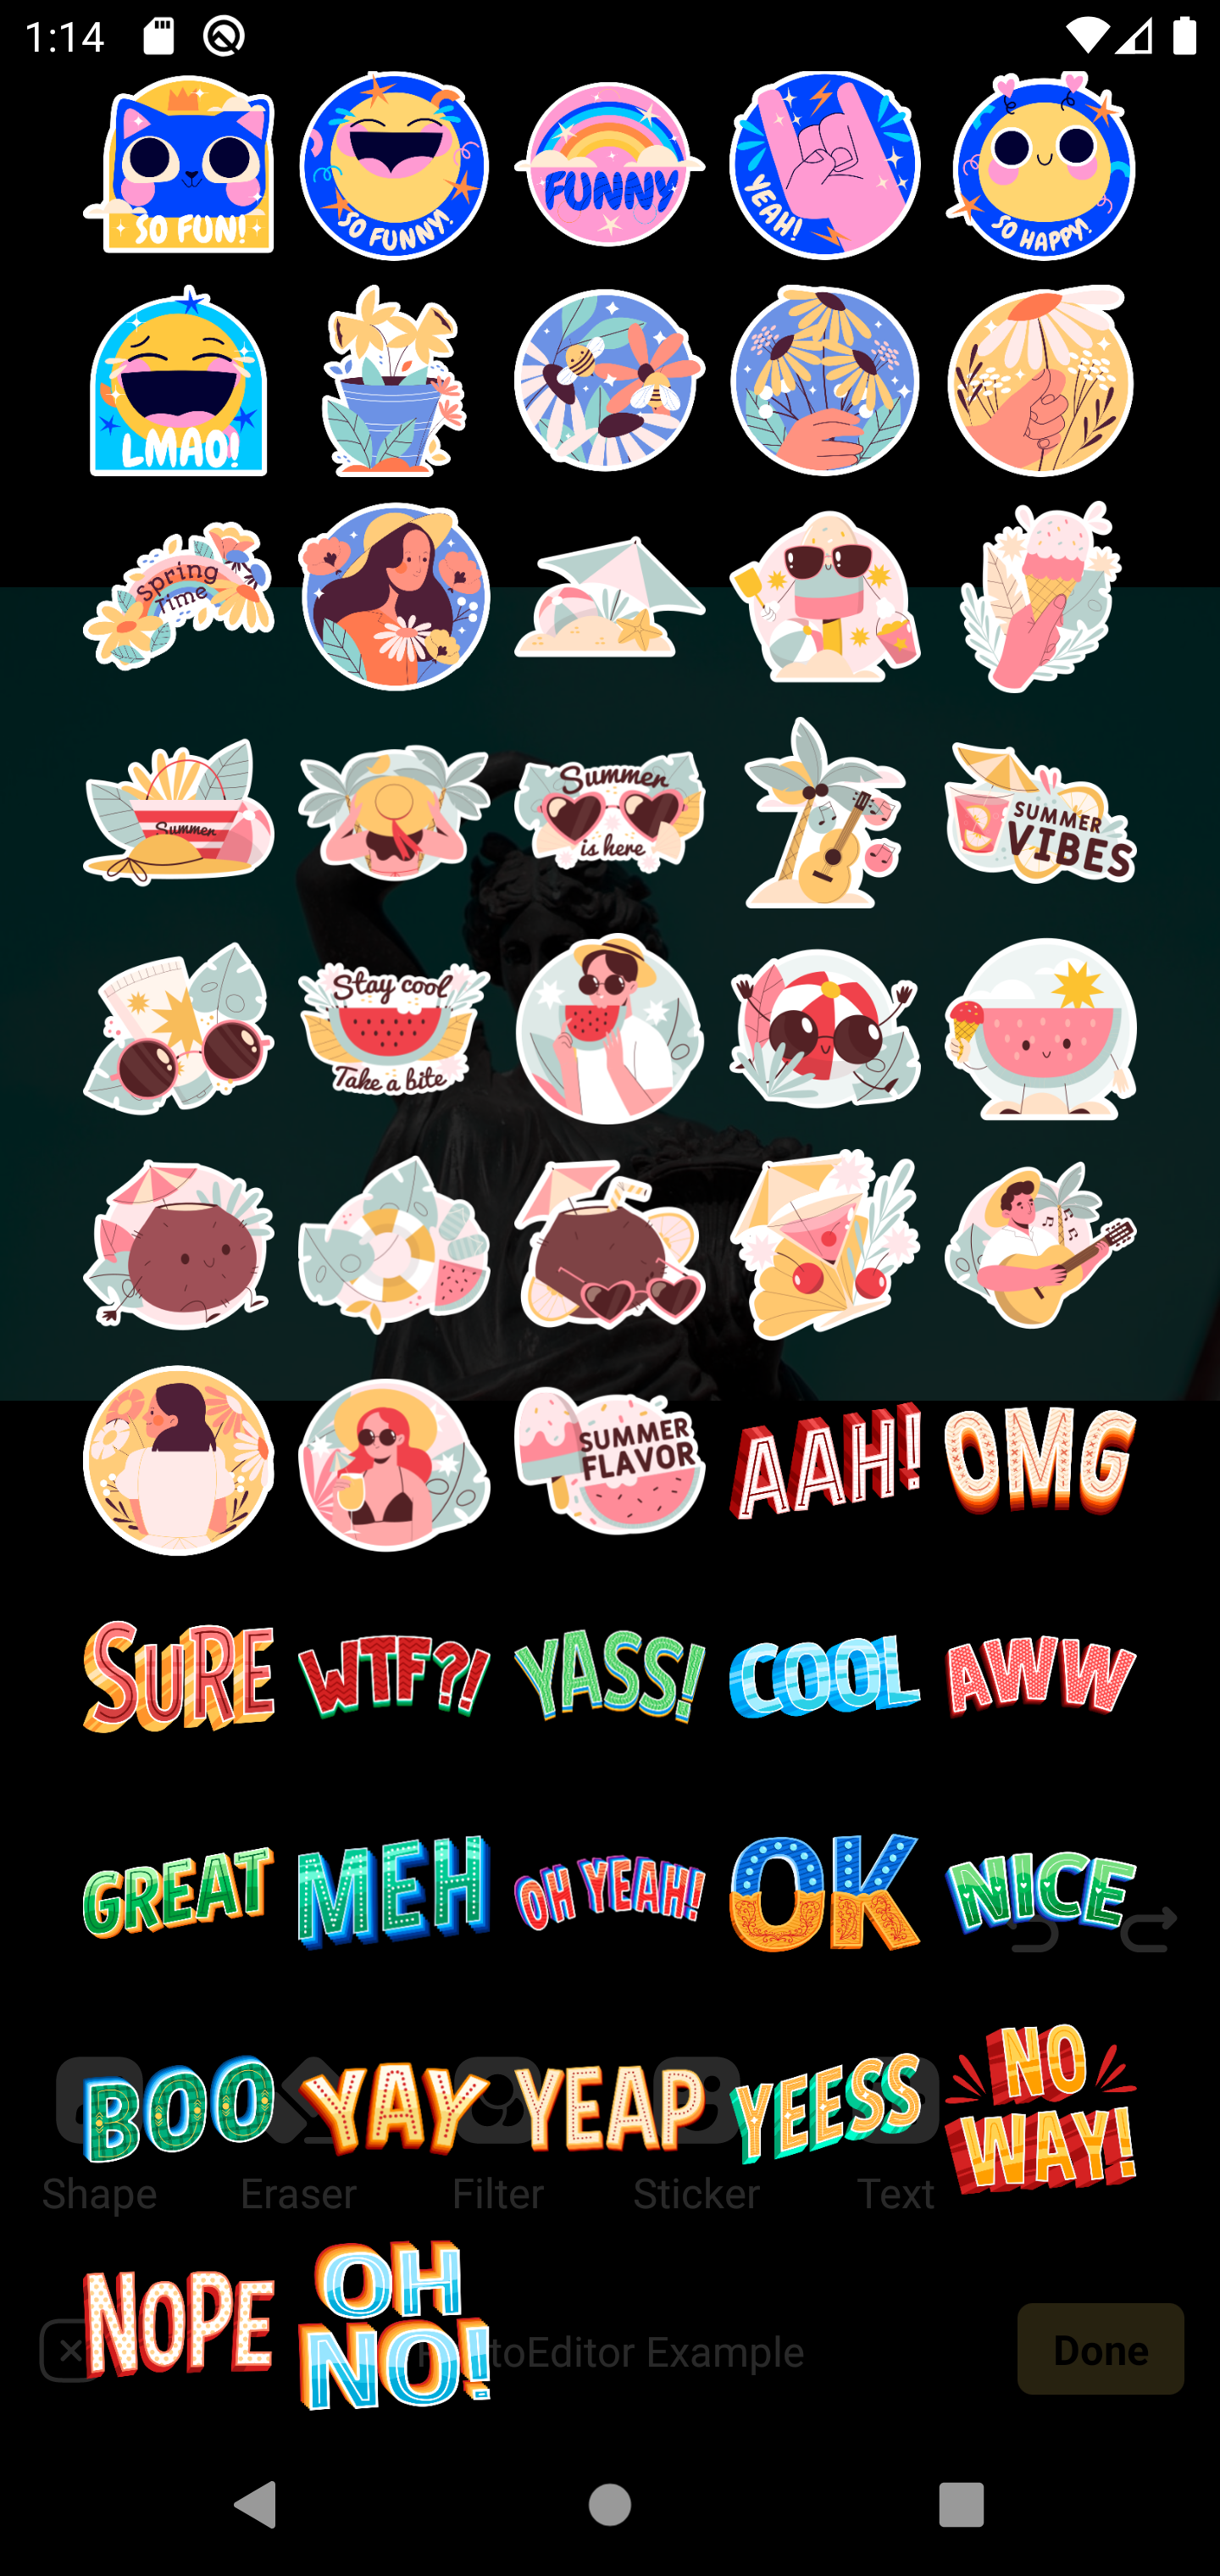 1:14
SO FUN!
SO FUNNY!
FUNNY
YEAH!
SO HAPPY!
LMAO!
Spring
Time
Summer
Summer
is here
SUMMER
VIBES
Stay cool
Take a bite
SUMMER
FLAVOR
AAH!
OMG
SURE
WTF?!
YASS!
COOL
AWW
GREAT
MEH
OH YEAH!
OK
NICE
BOO
YAY
YEAP
YEESS
NO
WAY!
Shape
Eraser
Filter
Sticker
Text
NOPE
OH
NO!
Example
Done